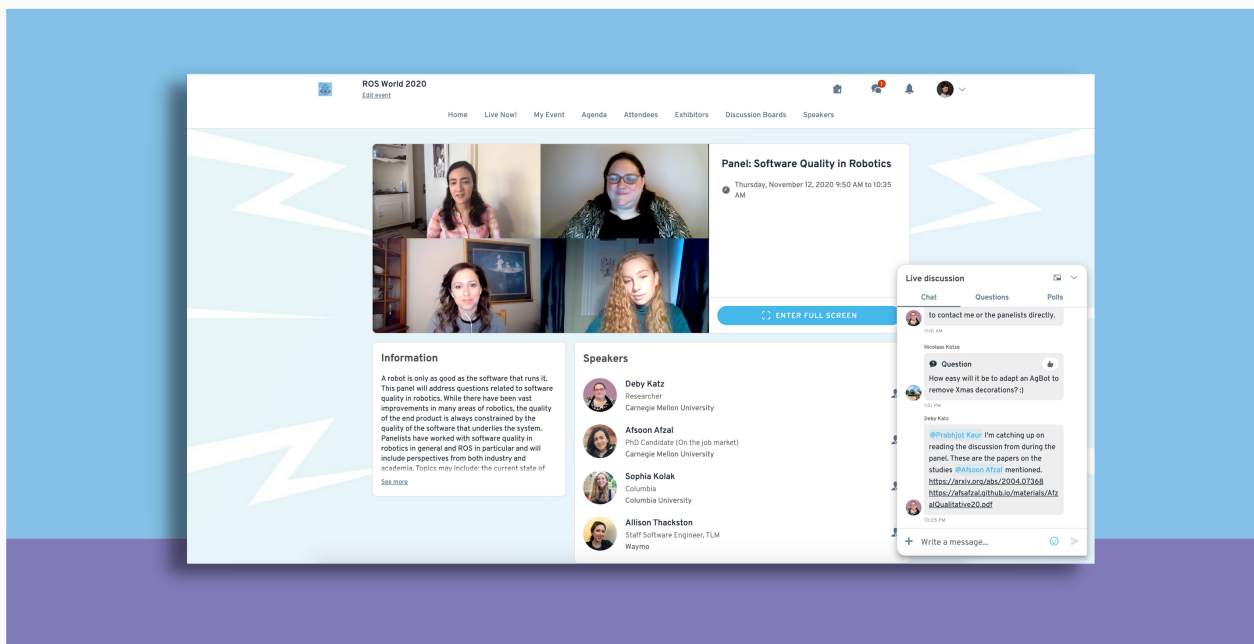 ROS World 2020
Edit event
1
Home Live Now! My Event Agenda Attendees Exhibitors Discussion Boards Speakers
Panel: Software Quality in Robotics
Thursday, November 12, 2020 9:50 AM to 10:35
AM
ENTER FULL SCREEN
Information
A robot is only as good as the software that runs it.
This panel will address questions related to software
quality in robotics. While there have been vast
improvements in many areas of robotics, the quality
of the end product is always constrained by the
quality of the software that underlies the system.
Panelists have worked with software quality in
robotics in general and ROS in particular and will
include perspectives from both industry and
academia. Topics may include: the current state of
See more
Speakers
Deby Katz
Researcher
Carnegie Mellon University
Afsoon Afzal
PhD Candidate (On the job market)
Carnegie Mellon University
Sophia Kolak
Columbia
Columbia University
Allison Thackston
Staff Software Engineer, TLM
Waymo
Live discussion
Chat Questions Polls
to contact me or the panelists directly.
11:41 AM
Nicolaas Kotze
Question
How easy will it be to adapt an AgBot to
remove Xmas decorations? ;)
1:01 PM
Deby Katz
@Prabhjot Kaur I'm catching up on
reading the discussion from during the
panel. These are the papers on the
studies @Afsoon Afzal mentioned.
https://arxiv.org/abs/2004.07368
https://afsafzal.github.io/materials/Afz
alQualitative20.pdf
10:05 PM
Write a message...